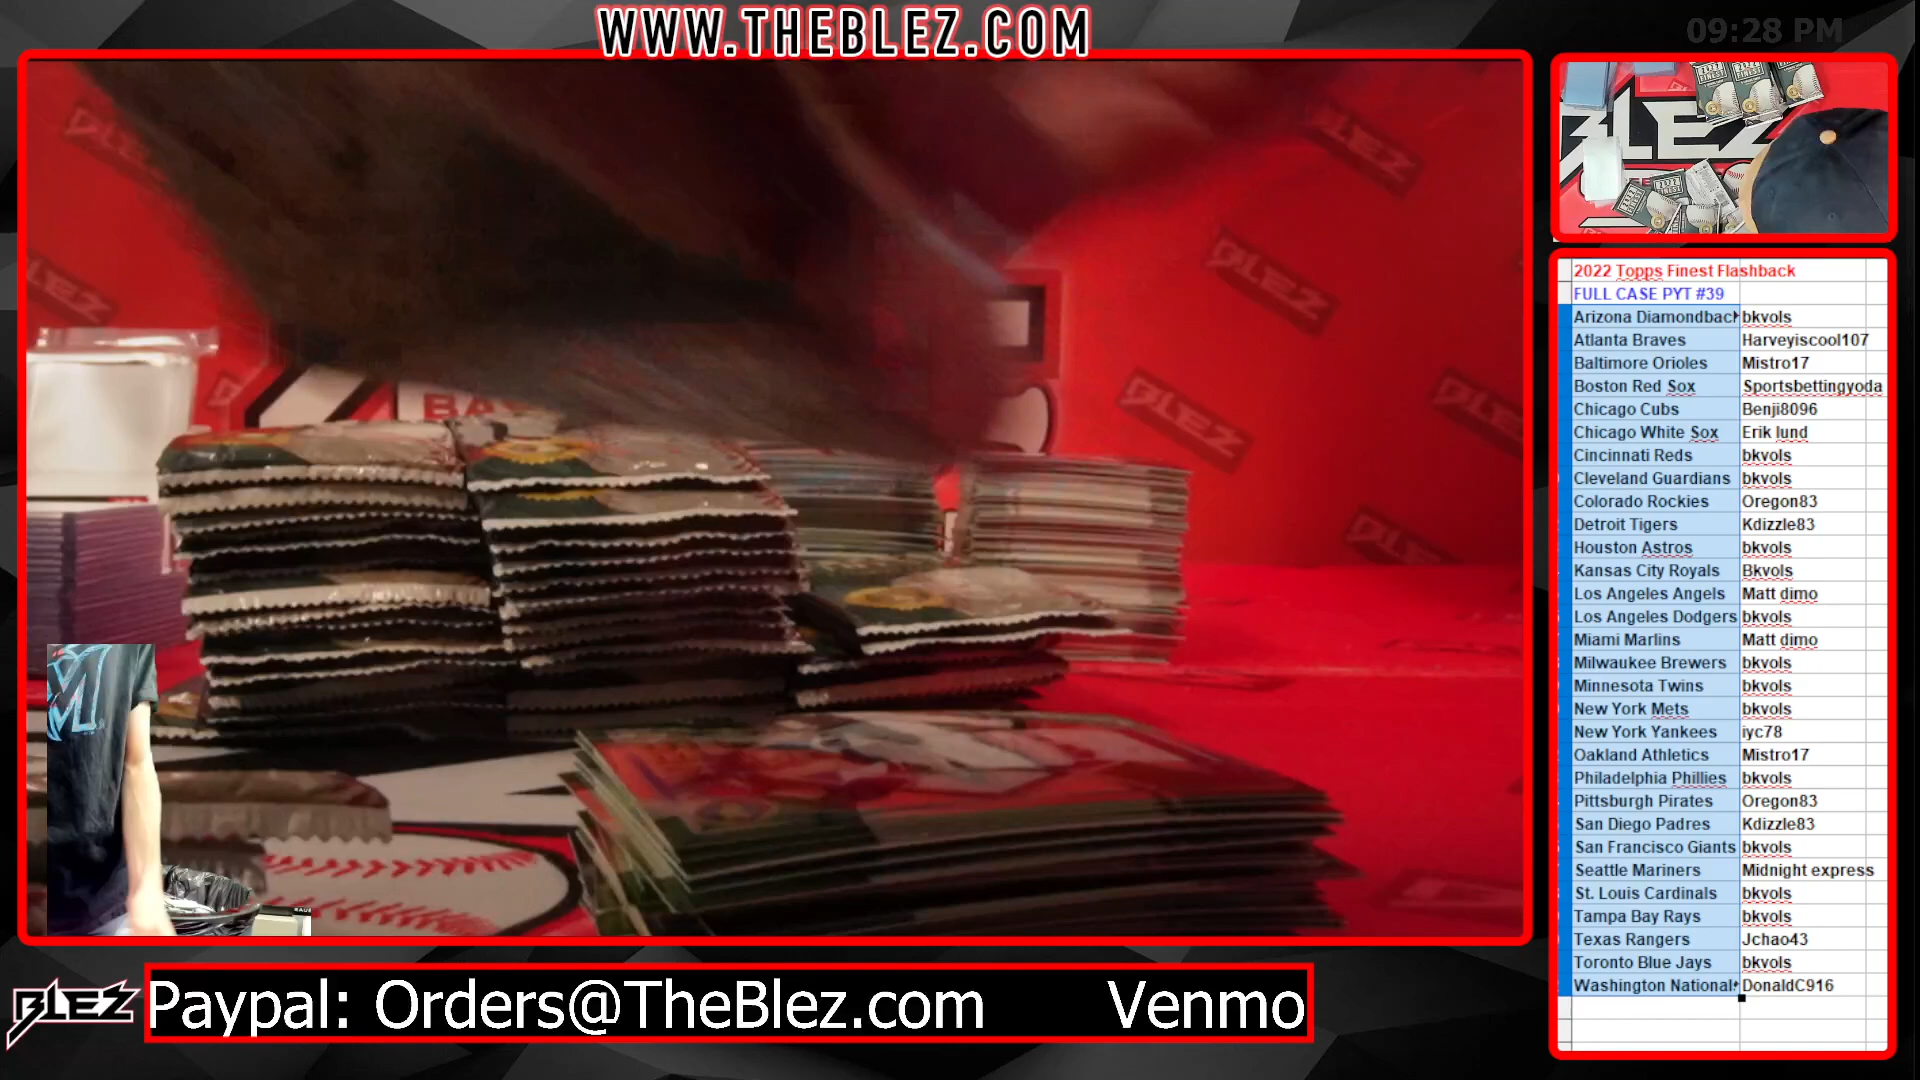 WWW.THEBLEZ.COM
09:28 PM
BLEZ
2022 Topps Finest Flashback
FULL CASE PYT #39
Arizona Diamondbac bkvols
Atlanta Braves Harveyiscool107
Baltimore Orioles Mistro17
Boston Red Sox Sportsbettingyoda
Chicago Cubs Benji8096
Chicago White Sox Erik lund
Cincinnati Reds bkvols
Cleveland Guardians bkvols
Colorado Rockies Oregon83
Detroit Tigers Kdizzle83
Houston Astros bkvols
Kansas City Royals Bkvols
Los Angeles Angels Matt dimo
Los Angeles Dodgers bkvols
Miami Marlins Matt dimo
Milwaukee Brewers bkvols
Minnesota Twins bkvols
New York Mets bkvols
New York Yankees iyc78
Oakland Athletics Mistro17
Philadelphia Phillies bkvols
Pittsburgh Pirates Oregon83
San Diego Padres Kdizzle83
San Francisco Giants bkvols
Seattle Mariners Midnight express
St. Louis Cardinals bkvols
Tampa Bay Rays bkvols
Texas Rangers Jchao43
Toronto Blue Jays bkvols
Washington National DonaldC916
BLEZ
Paypal: Orders@TheBlez.com Venmo